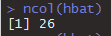 > ncol(hbat)
[1] 26